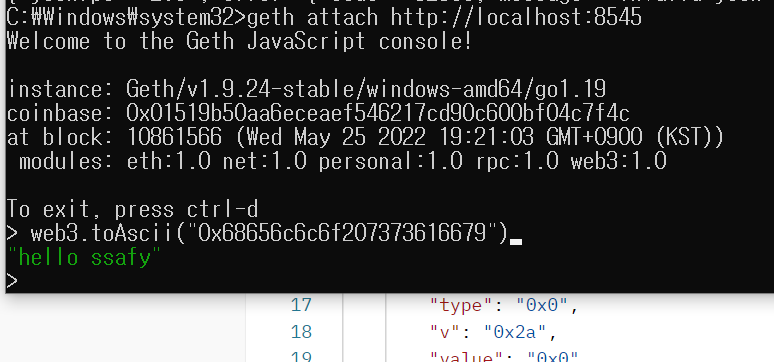 C:₩Windows₩system32>geth attach http://localhost:8545
Welcome to the Geth JavaScript console!
instance: Geth/v1.9.24-stable/windows-amd64/go1.19
coinbase: 0x01519b50aa6eceaef546217cd90c600bf04c7f4c
at block: 10861566 (Wed May 25 2022 19:21:03 GMT+0900 (KST))
modules: eth:1.0 net:1.0 personal:1.0 rpc:1.0 web3:1.0
To exit, press ctrl-d
> web3.toAscii("0x68656c6c6f207373616679")
"hello ssafy"
>
17 "type": "0x0",
18 "v": "0x2a",
19 "value": "0x0"